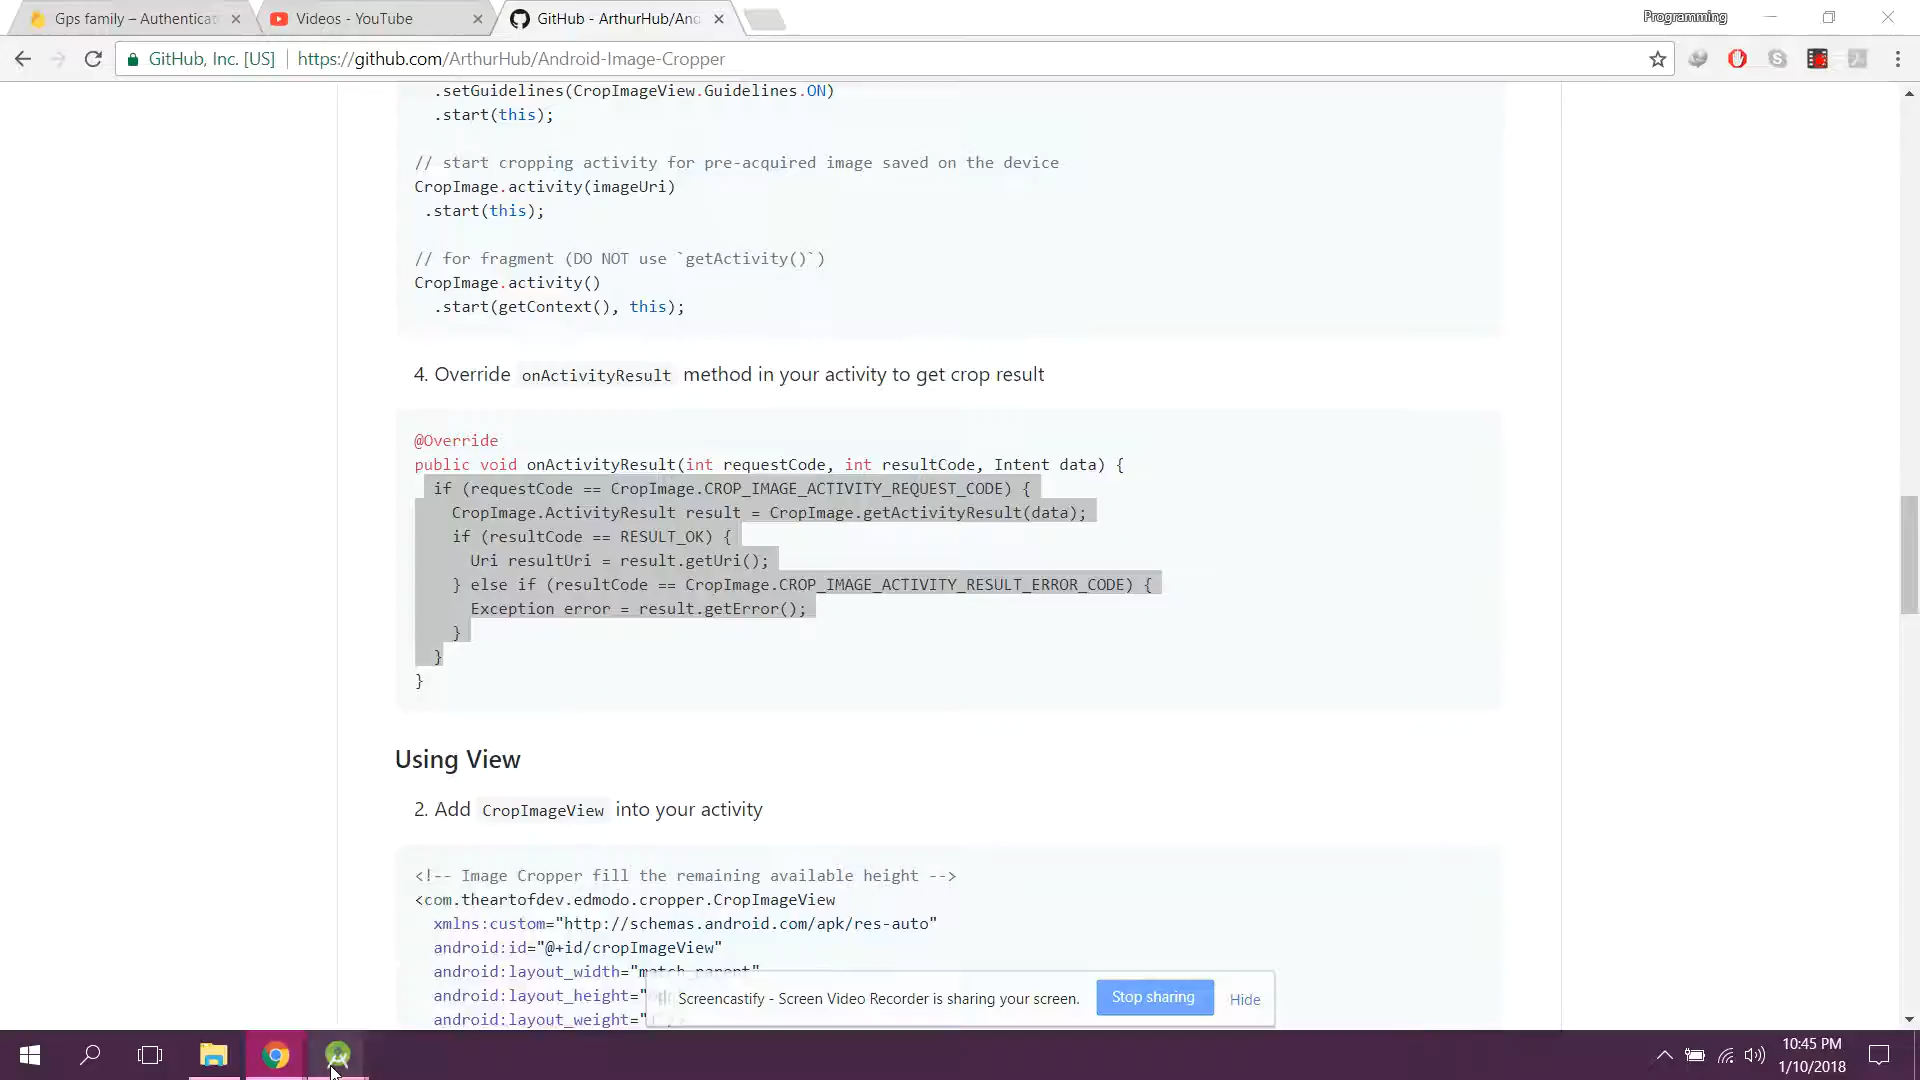 Gps family – Authenticat
Videos - YouTube
GitHub - ArthurHub/And
Programming
GitHub, Inc. [US]
https://github.com/ArthurHub/Android-Image-Cropper
.setGuidelines(CropImageView.Guidelines.ON)
.start(this);
// start cropping activity for pre-acquired image saved on the device
CropImage.activity(imageUri)
.start(this);
// for fragment (DO NOT use `getActivity()`)
CropImage.activity()
.start(getContext(), this);
4. Override onActivityResult method in your activity to get crop result
@Override
public void onActivityResult(int requestCode, int resultCode, Intent data) {
if (requestCode == CropImage.CROP_IMAGE_ACTIVITY_REQUEST_CODE) {
CropImage.ActivityResult result = CropImage.getActivityResult(data);
if (resultCode == RESULT_OK) {
Uri resultUri = result.getUri();
} else if (resultCode == CropImage.CROP_IMAGE_ACTIVITY_RESULT_ERROR_CODE) {
Exception error = result.getError();
}
}
}
Using View
2. Add CropImageView into your activity
<!-- Image Cropper fill the remaining available height -->
<com.theartofdev.edmodo.cropper.CropImageView
xmlns:custom="http://schemas.android.com/apk/res-auto"
android:id="@+id/cropImageView"
android:layout_width="match_parent"
android:layout_height="
android:layout_weight="
Screencastify - Screen Video Recorder is sharing your screen.
Stop sharing
Hide
10:45 PM
1/10/2018